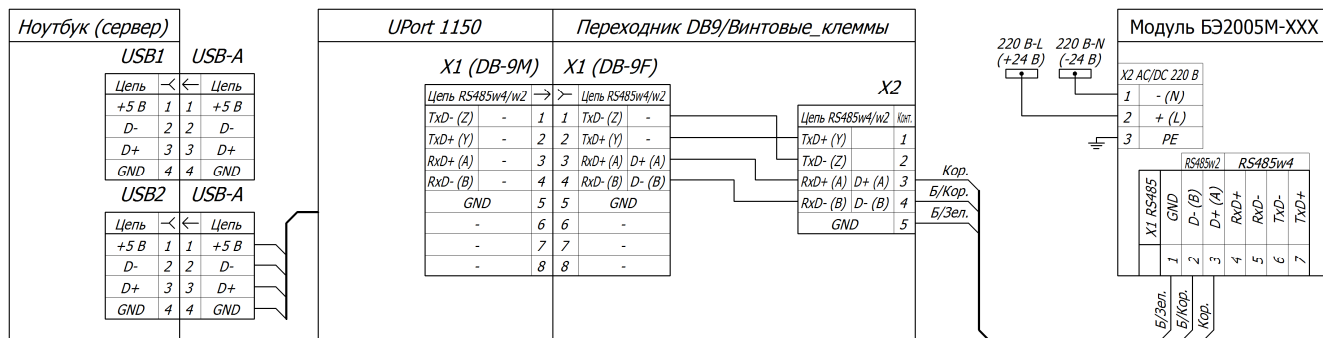 Ноутбук (сервер)
USB1 USB-A
Цепь Цепь
+5 В 1 1 +5 В
D- 2 2 D-
D+ 3 3 D+
GND 4 4 GND
USB2 USB-A
Цепь Цепь
+5 В 1 1 +5 В
D- 2 2 D-
D+ 3 3 D+
GND 4 4 GND
UPort 1150
Переходник DB9/Винтовые_клеммы
X1 (DB-9M) X1 (DB-9F)
Цепь RS485w4/w2 Цепь RS485w4/w2
TxD- (Z) - 1 1 TxD- (Z) -
TxD+ (Y) - 2 2 TxD+ (Y) -
RxD+ (A) - 3 3 RxD+ (A) D+ (A)
RxD- (B) - 4 4 RxD- (B) D- (B)
GND 5 5 GND
- 6 6 -
- 7 7 -
- 8 8 -
X2
Цепь RS485w4/w2 Конт.
TxD+ (Y) 1
TxD- (Z) 2
RxD+ (A) D+ (A) 3
RxD- (B) D- (B) 4
GND 5
Кор.
Б/Кор.
Б/Зел.
220 В-L
(+24 В)
220 В-N
(-24 В)
Модуль БЭ2005М-XXX
X2 AC/DC 220 В
1 - (N)
2 + (L)
3 PE
RS485w2 RS485w4
X1 RS485
GND 1
D- (B) 2
D+ (A) 3
RxD+ 4
RxD- 5
TxD- 6
TxD+ 7
Б/Зел.
Б/Кор.
Кор.